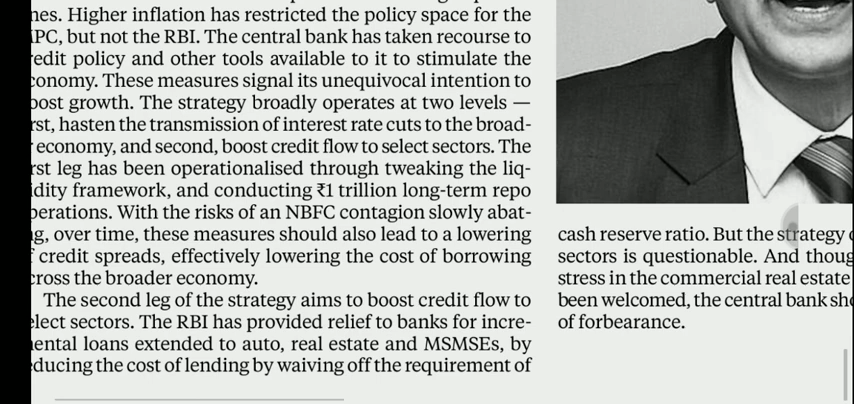 nes. Higher inflation has restricted the policy space for the
IPC, but not the RBI. The central bank has taken recourse to
redit policy and other tools available to it to stimulate the
conomy. These measures signal its unequivocal intention to
oost growth. The strategy broadly operates at two levels —
rst, hasten the transmission of interest rate cuts to the broad-
economy, and second, boost credit flow to select sectors. The
rst leg has been operationalised through tweaking the liq-
idity framework, and conducting ₹1 trillion long-term repo
perations. With the risks of an NBFC contagion slowly abat-
ng, over time, these measures should also lead to a lowering
f credit spreads, effectively lowering the cost of borrowing
cross the broader economy.
The second leg of the strategy aims to boost credit flow to
elect sectors. The RBI has provided relief to banks for incre-
ental loans extended to auto, real estate and MSMSEs, by
educing the cost of lending by waiving off the requirement of
cash reserve ratio. But the strategy
sectors is questionable. And thoug
stress in the commercial real estate
been welcomed, the central bank sho
of forbearance.